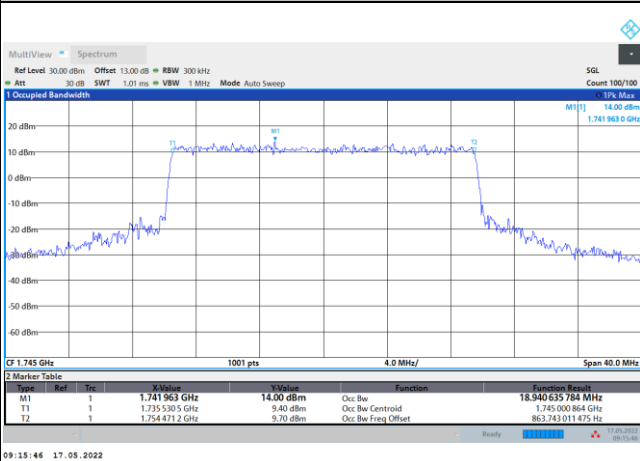 MultiView Spectrum
Ref Level 30.00 dBm Offset 13.00 dB RBW 300 kHz SGL
Att 30 dB SWT 1.01 ms VBW 1 MHz Mode Auto Sweep Count 100/100
1 Occupied Bandwidth 1Pk Max
M1[1] 14.00 dBm
1.741 963 0 GHz
20 dBm
M1
T1 T2
10 dBm
0 dBm
-10 dBm
-20 dBm
-30 dBm
-40 dBm
-50 dBm
-60 dBm
CF 1.745 GHz 1001 pts 4.0 MHz/ Span 40.0 MHz
2 Marker Table
Type Ref Trc X-Value Y-Value Function Function Result
M1 1 1.741 963 GHz 14.00 dBm Occ Bw 18.940 635 784 MHz
T1 1 1.735 530 5 GHz 9.40 dBm Occ Bw Centroid 1.745 000 864 GHz
T2 1 1.754 471 2 GHz 9.70 dBm Occ Bw Freq Offset 863.743 011 475 Hz
Ready 17.05.2022
09:15:46
09:15:46 17.05.2022